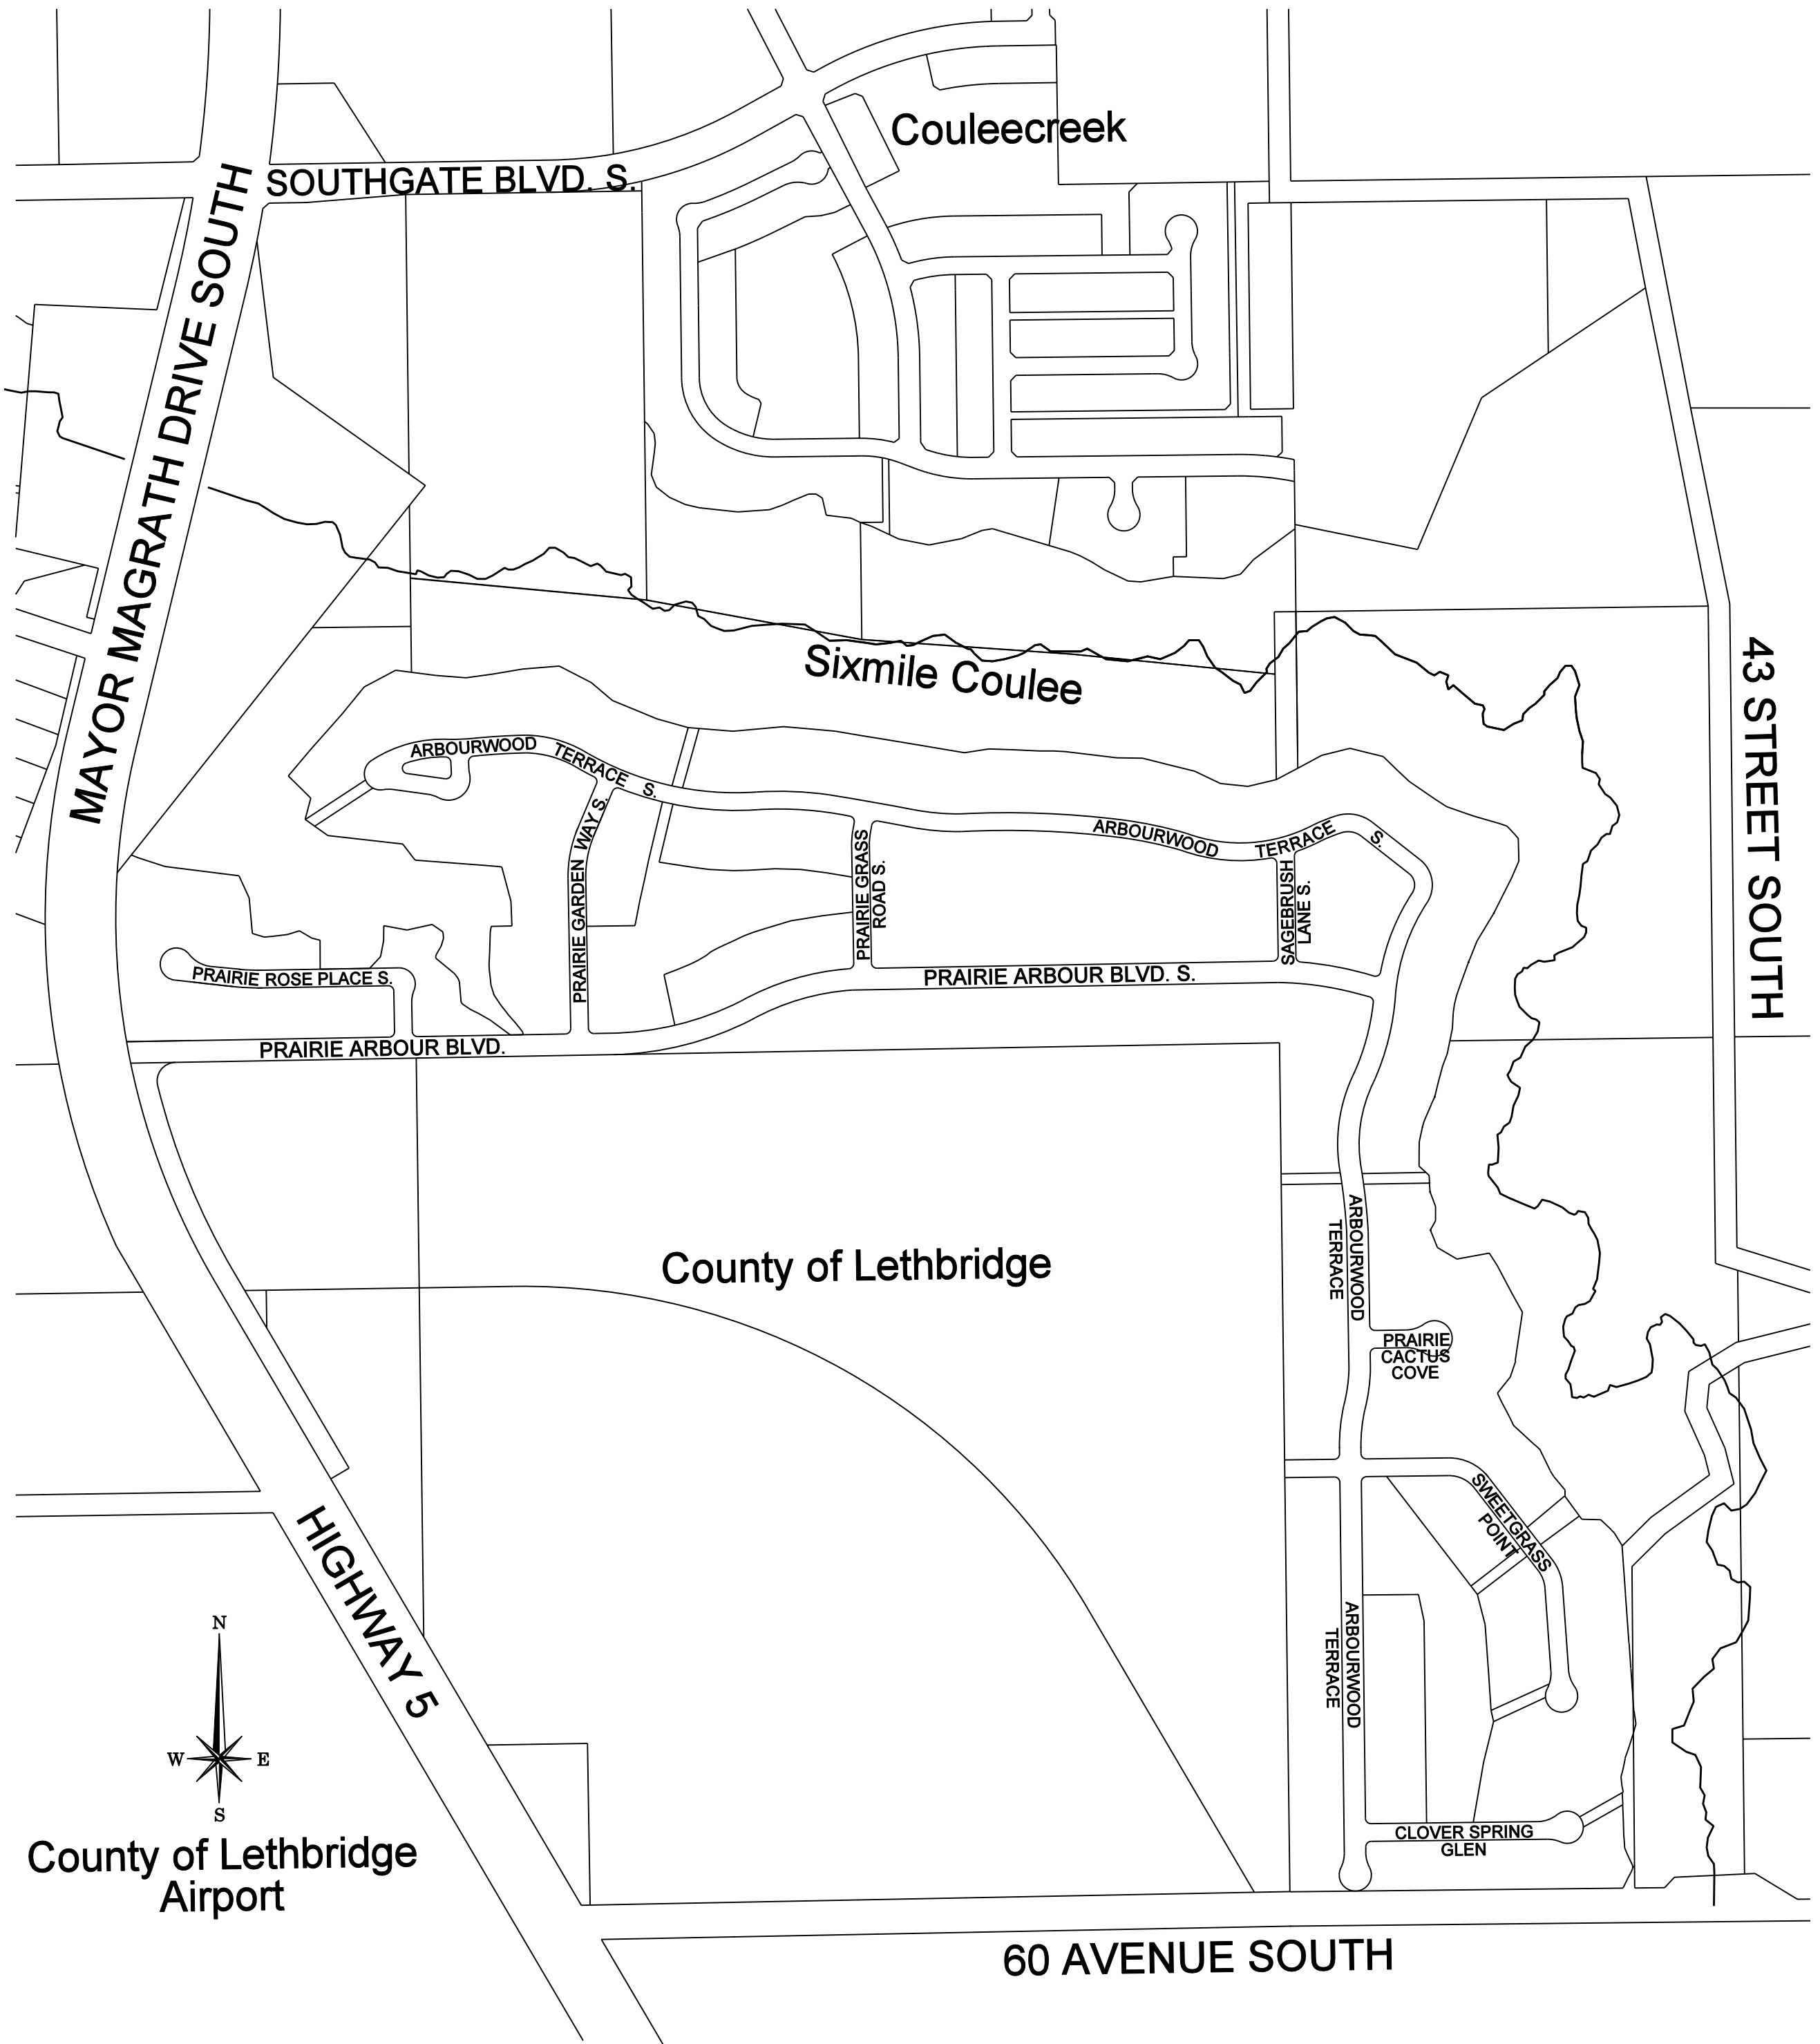 Couleecreek
SOUTHGATE BLVD. S.
MAYOR MAGRATH DRIVE SOUTH
Sixmile Coulee
43 STREET SOUTH
ARBOURWOOD TERRACE S.
PRAIRIE GARDEN WAY S.
PRAIRIE GRASS
ROAD S.
ARBOURWOOD TERRACE S.
SAGEBRUSH
LANE S.
PRAIRIE ROSE PLACE S.
PRAIRIE ARBOUR BLVD. S.
PRAIRIE ARBOUR BLVD.
County of Lethbridge
ARBOURWOOD
TERRACE
PRAIRIE
CACTUS
COVE
SWEETGRASS
POINT
HIGHWAY 5
ARBOURWOOD
TERRACE
N
W E
S
CLOVER SPRING
GLEN
County of Lethbridge
Airport
60 AVENUE SOUTH